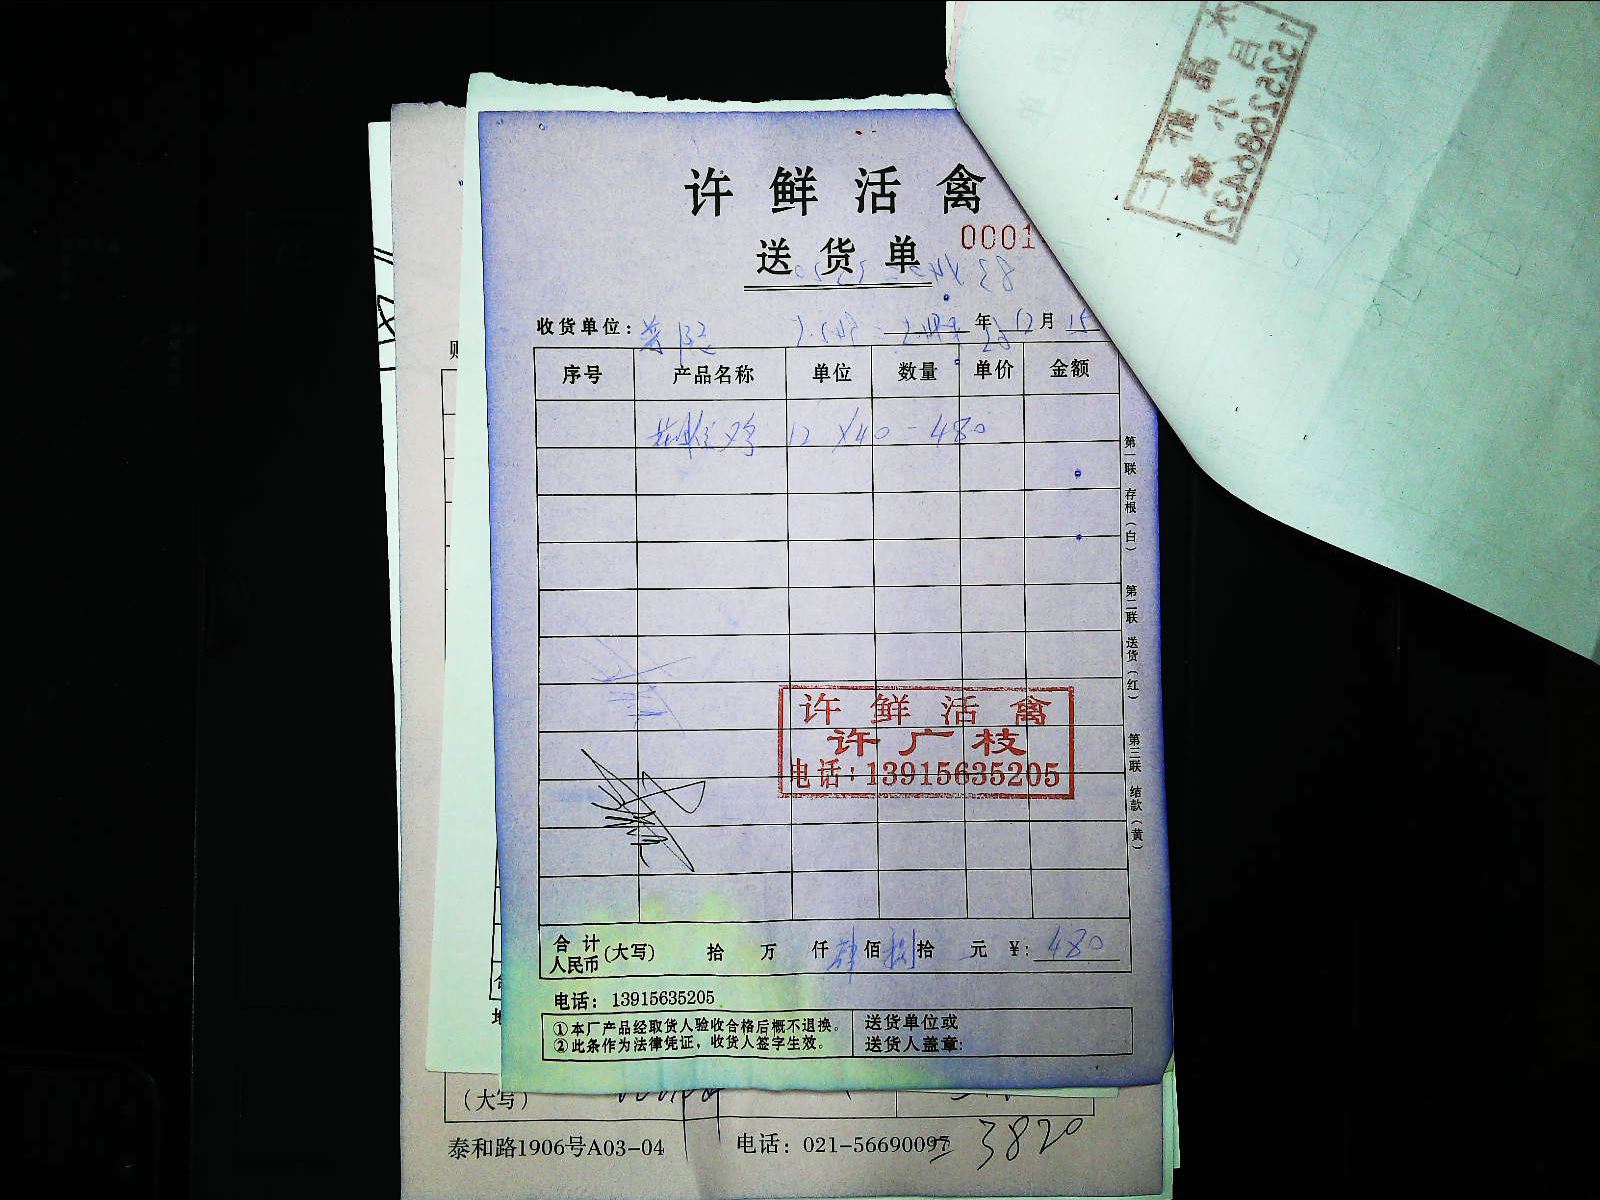 许鲜活禽
0001
送货单
收货单位：
年 12 月 15
序号 产品名称 单位 数量 单价 金额
鸡 12 X40 - 480
第一联 存根（白） 第二联 送货（红） 第三联 结款（黄）
许鲜活禽
许广枝
电话：13915635205
合计人民币 (大写) 拾 万 仟 肆 佰 捌 拾 元 ¥: 480
电话：13915635205
①本厂产品经取货人验收合格后概不退换。
②此条作为法律凭证，收货人签字生效。
送货单位或
送货人盖章:
（大写）
泰和路1906号A03-04 电话：021-56690097
3820
15252086432